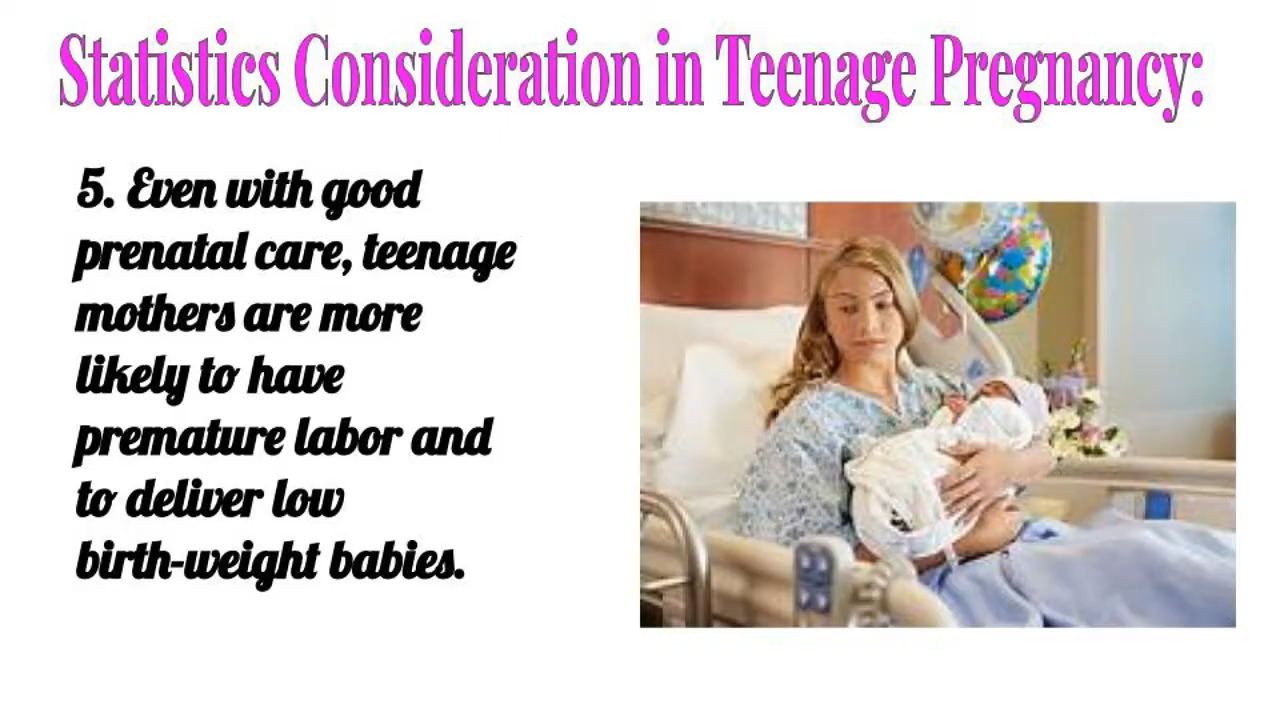 Statistics Consideration in Teenage Pregnancy:
5. Even with good
prenatal care, teenage
mothers are more
likely to have
premature labor and
to deliver low
birth-weight babies.